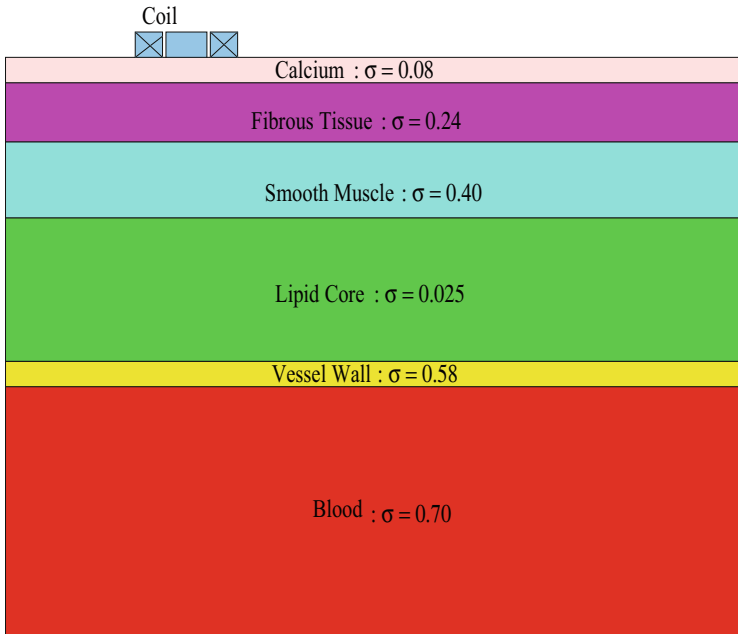 Coil
Calcium : σ = 0.08
Fibrous Tissue : σ = 0.24
Smooth Muscle : σ = 0.40
Lipid Core : σ = 0.025
Vessel Wall : σ = 0.58
Blood : σ = 0.70